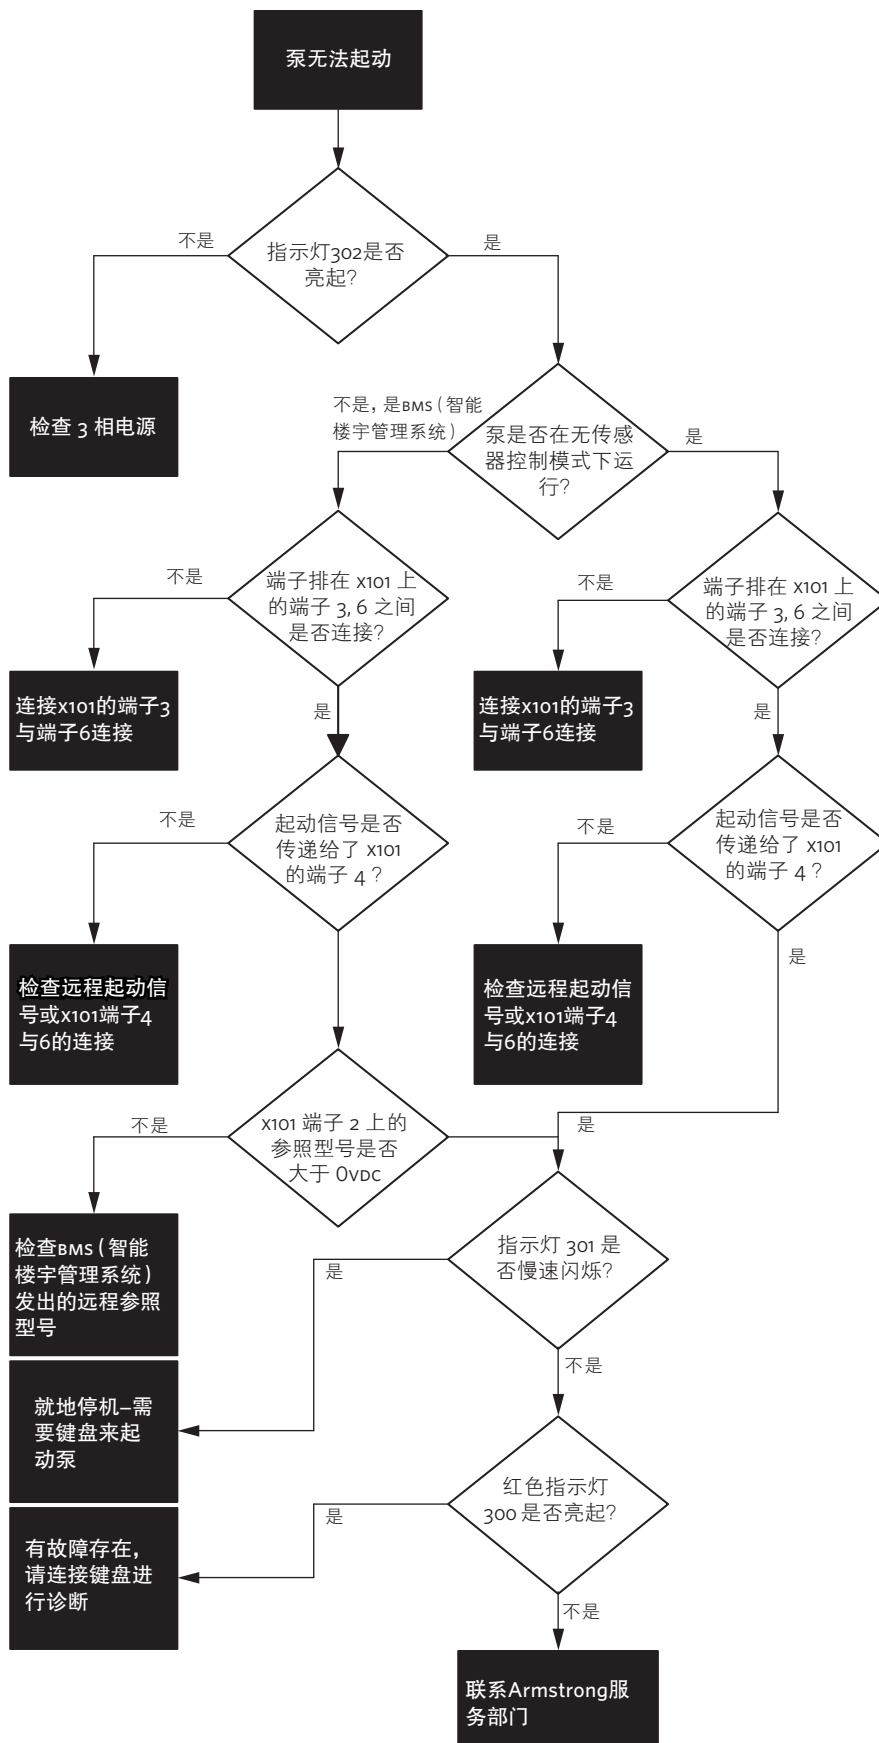 泵无法起动
指示灯302是否
亮起?
不是
是
检查 3 相电源
不是，是BMS（智能
楼宇管理系统）
泵是否在无传感
器控制模式下运
行?
是
端子排在 x101 上
的端子 3, 6 之间
是否连接?
不是
端子排在 x101 上
的端子 3, 6 之间
是否连接?
不是
连接x101的端子3
与端子6连接
是
连接x101的端子3
与端子6连接
是
起动信号是否
传递给了 x101
的端子 4 ?
不是
起动信号是否
传递给了 x101
的端子 4 ?
不是
检查远程起动信
号或x101端子4
与6的连接
检查远程起动信
号或x101端子4
与6的连接
是
x101 端子 2 上的
参照型号是否
大于 0VDC
不是
是
检查BMS（智能
楼宇管理系统）
发出的远程参照
型号
指示灯 301 是
否慢速闪烁?
是
不是
就地停机–需
要键盘来起
动泵
红色指示灯
300 是否亮起?
是
有故障存在，
请连接键盘进
行诊断
不是
联系Armstrong服
务部门